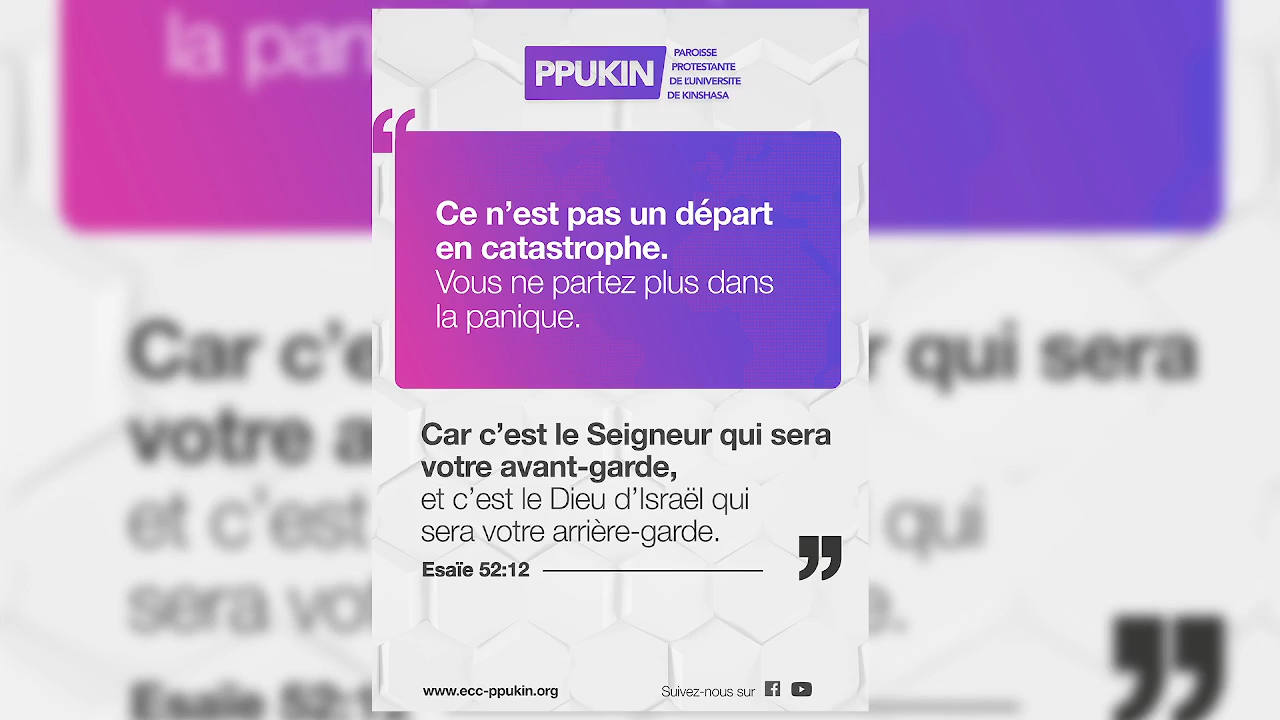 PPUKIN
PAROISSE
PROTESTANTE
DE L'UNIVERSITE
DE KINSHASA
“
Ce n’est pas un départ
en catastrophe.
Vous ne partez plus dans
la panique.
Car c’est le Seigneur qui sera
votre avant-garde,
et c’est le Dieu d’Israël qui
sera votre arrière-garde.
”
Esaïe 52:12
www.ecc-ppukin.org
Suivez-nous sur